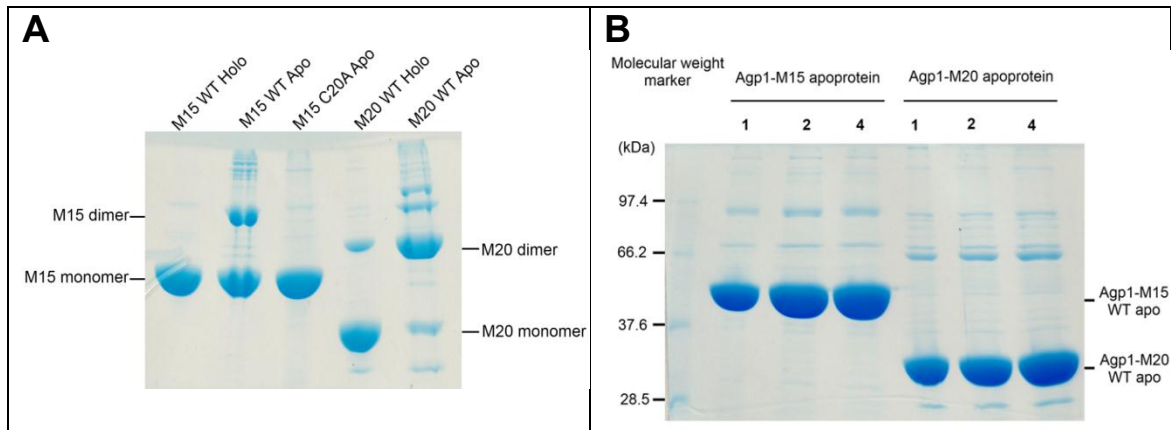 A
M15 WT Holo
M15 WT Apo
M15 C20A Apo
M20 WT Holo
M20 WT Apo
M15 dimer
M15 monomer
M20 dimer
M20 monomer
B
Molecular weight
marker
Agp1-M15 apoprotein
Agp1-M20 apoprotein
1 2 4 1 2 4
(kDa)
97.4
66.2
37.6
28.5
Agp1-M15
WT apo
Agp1-M20
WT apo